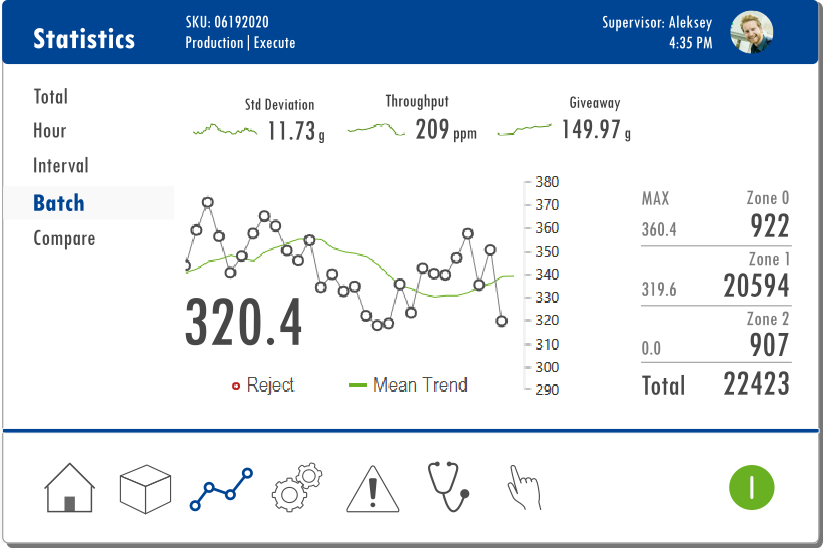 Statistics
SKU: 06192020
Production | Execute
Supervisor: Aleksey
4:35 PM
Total
Hour
Interval
Batch
Compare
Std Deviation
11.73 g
Throughput
209 ppm
Giveaway
149.97 g
380
370
360
350
340
330
320
310
300
290
320.4
Reject
Mean Trend
MAX
Zone 0
360.4
922
Zone 1
319.6
20594
Zone 2
0.0
907
Total
22423